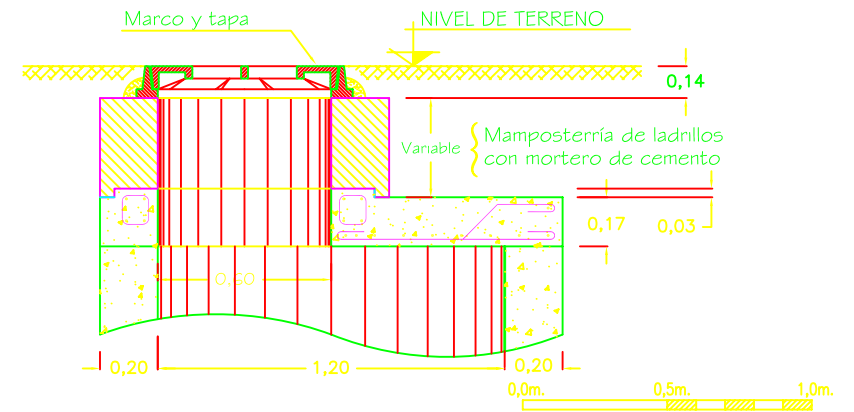 Marco y tapa
NIVEL DE TERRENO
0,14
Variable
Mamposterría de ladrillos
con mortero de cemento
0,17
0,03
0,60
0,20
1,20
0,20
0,0m.
0,5m.
1,0m.